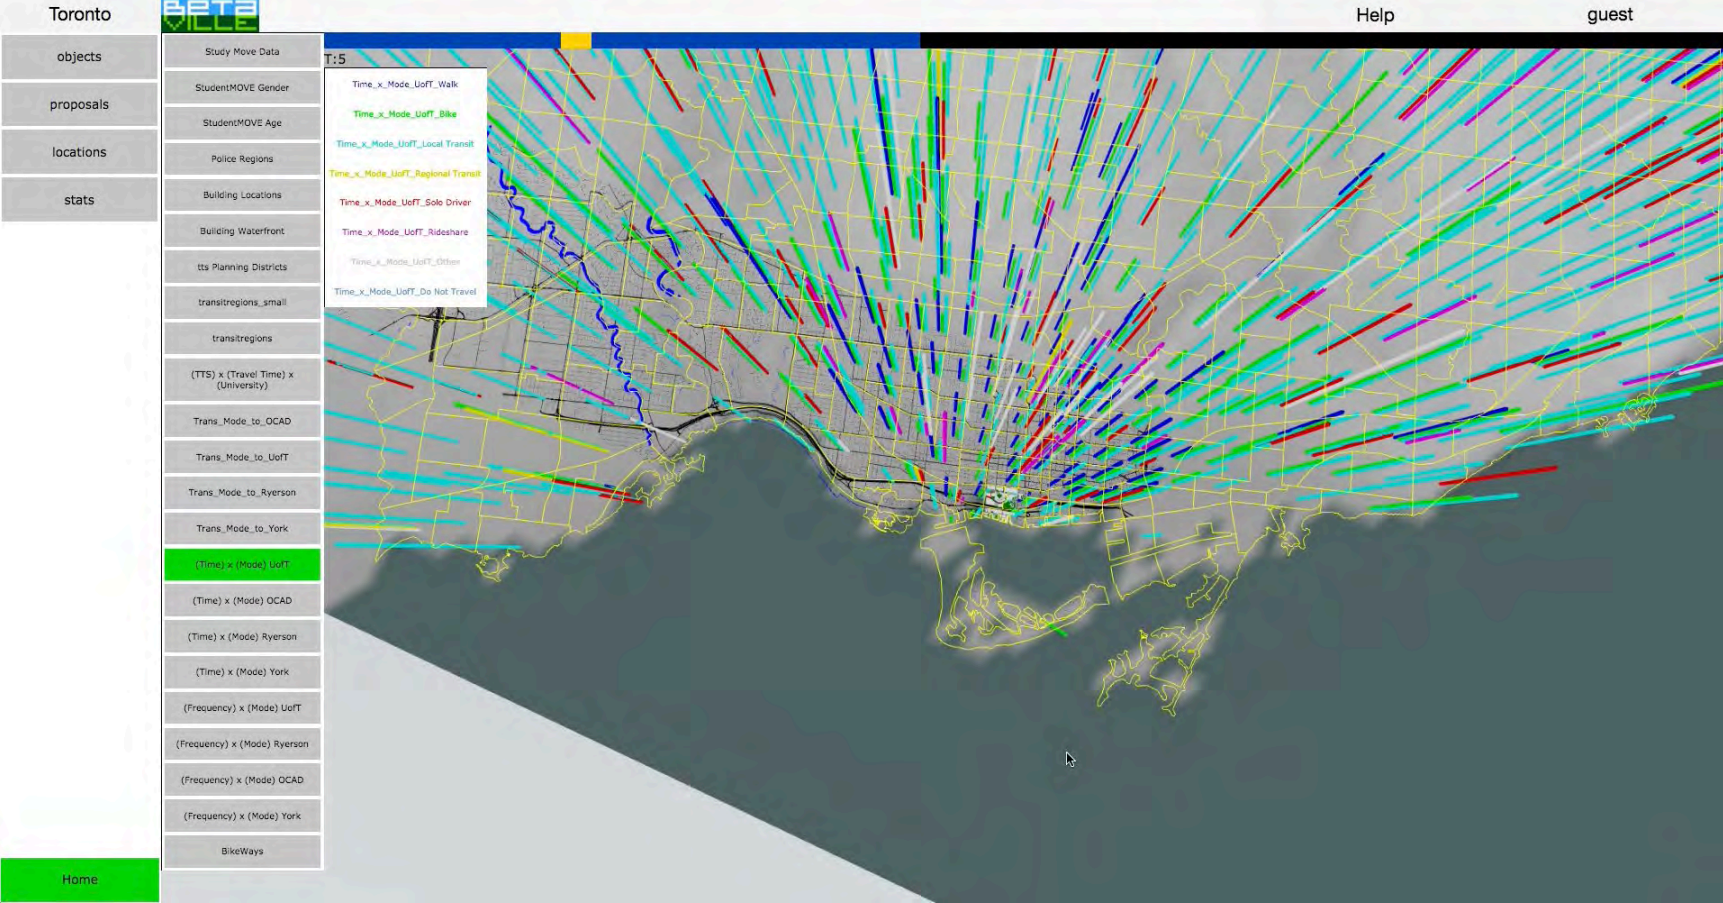 Toronto
BETA
VILLE
Help
guest
objects
proposals
locations
stats
Home
Study Move Data
StudentMOVE Gender
StudentMOVE Age
Police Regions
Building Locations
Building Waterfront
tts Planning Districts
transitregions_small
transitregions
(TTS) x (Travel Time) x
(University)
Trans_Mode_to_OCAD
Trans_Mode_to_UofT
Trans_Mode_to_Ryerson
Trans_Mode_to_York
(Time) x (Mode) UofT
(Time) x (Mode) OCAD
(Time) x (Mode) Ryerson
(Time) x (Mode) York
(Frequency) x (Mode) UofT
(Frequency) x (Mode) Ryerson
(Frequency) x (Mode) OCAD
(Frequency) x (Mode) York
BikeWays
T:5
Time_x_Mode_UofT_Walk
Time_x_Mode_UofT_Bike
Time_x_Mode_UofT_Local Transit
Time_x_Mode_UofT_Regional Transit
Time_x_Mode_UofT_Solo Driver
Time_x_Mode_UofT_Rideshare
Time_x_Mode_UofT_Other
Time_x_Mode_UofT_Do Not Travel